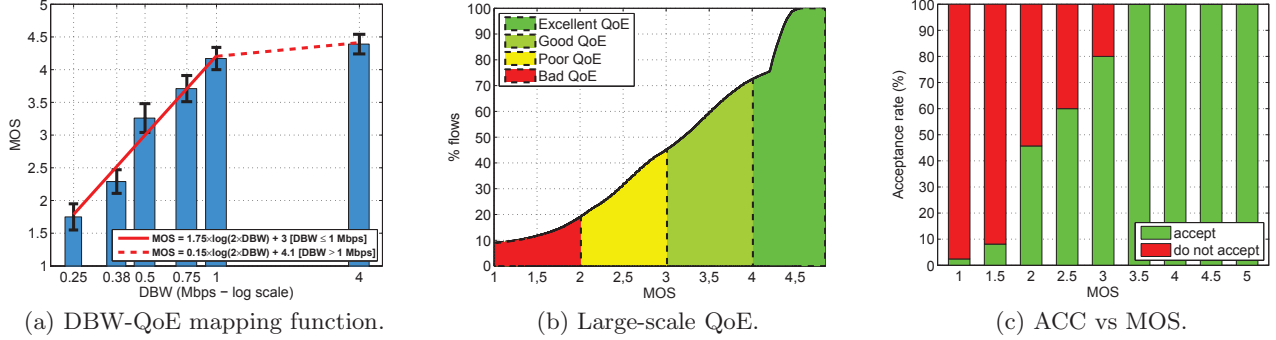 5
4.5
4
3.5
3
2.5
2
1.5
1
MOS
0.25 0.38 0.5 0.75 1 4
DBW (Mbps − log scale)
MOS = 1.75×log(2×DBW) + 3 [DBW ≤ 1 Mbps]
MOS = 0.15×log(2×DBW) + 4.1 [DBW > 1 Mbps]
(a) DBW-QoE mapping function.
100
90
80
70
60
50
40
30
20
10
0
% flows
Excellent QoE
Good QoE
Poor QoE
Bad QoE
1 1,5 2 2,5 3 3,5 4 4,5
MOS
(b) Large-scale QoE.
100
90
80
70
60
50
40
30
20
10
0
Acceptance rate (%)
accept
do not accept
1 1.5 2 2.5 3 3.5 4 4.5 5
MOS
(c) ACC vs MOS.